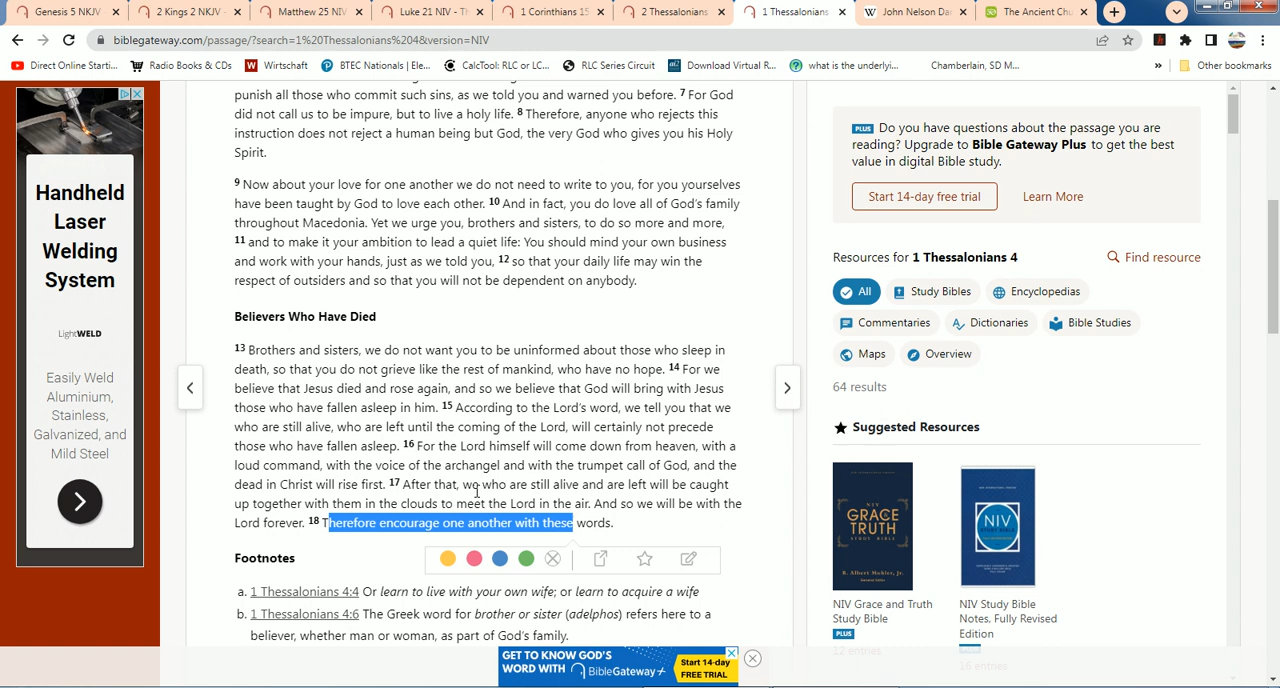 Genesis 5 NKJV
2 Kings 2 NKJV -
Matthew 25 NIV
Luke 21 NIV - Th
1 Corinthians 15
2 Thessalonians
1 Thessalonians
John Nelson Da
The Ancient Chu
biblegateway.com/passage/?search=1%20Thessalonians%204&version=NIV
Direct Online Starti...
Radio Books & CDs
Wirtschaft
BTEC Nationals | Ele...
CalcTool: RLC or LC...
RLC Series Circuit
Download Virtual R...
what is the underlyi...
Chamberlain, SD M...
»
Other bookmarks
punish all those who commit such sins, as we told you and warned you before. 7 For God
did not call us to be impure, but to live a holy life. 8 Therefore, anyone who rejects this
instruction does not reject a human being but God, the very God who gives you his Holy
Spirit.
9 Now about your love for one another we do not need to write to you, for you yourselves
have been taught by God to love each other. 10 And in fact, you do love all of God's family
throughout Macedonia. Yet we urge you, brothers and sisters, to do so more and more,
11 and to make it your ambition to lead a quiet life: You should mind your own business
and work with your hands, just as we told you, 12 so that your daily life may win the
respect of outsiders and so that you will not be dependent on anybody.
Believers Who Have Died
13 Brothers and sisters, we do not want you to be uninformed about those who sleep in
death, so that you do not grieve like the rest of mankind, who have no hope. 14 For we
believe that Jesus died and rose again, and so we believe that God will bring with Jesus
those who have fallen asleep in him. 15 According to the Lord's word, we tell you that we
who are still alive, who are left until the coming of the Lord, will certainly not precede
those who have fallen asleep. 16 For the Lord himself will come down from heaven, with a
loud command, with the voice of the archangel and with the trumpet call of God, and the
dead in Christ will rise first. 17 After that, we who are still alive and are left will be caught
up together with them in the clouds to meet the Lord in the air. And so we will be with the
Lord forever. 18 Therefore encourage one another with these words.
Footnotes
a. 1 Thessalonians 4:4 Or learn to live with your own wife; or learn to acquire a wife
b. 1 Thessalonians 4:6 The Greek word for brother or sister (adelphos) refers here to a
believer, whether man or woman, as part of God's family.
Handheld
Laser
Welding
System
LightWELD
Easily Weld
Aluminium,
Stainless,
Galvanized, and
Mild Steel
PLUS Do you have questions about the passage you are
reading? Upgrade to Bible Gateway Plus to get the best
value in digital Bible study.
Start 14-day free trial
Learn More
Resources for 1 Thessalonians 4
Find resource
All
Study Bibles
Encyclopedias
Commentaries
Dictionaries
Bible Studies
Maps
Overview
64 results
Suggested Resources
NIV
GRACE
AND
TRUTH
STUDY BIBLE
R. Albert Mohler, Jr.
NIV
STUDY BIBLE
NIV Grace and Truth
Study Bible
PLUS
12 entries
NIV Study Bible
Notes, Fully Revised
Edition
16 entries
GET TO KNOW GOD'S
WORD WITH BIBLEGATEWAY+
Start 14-day
FREE TRIAL